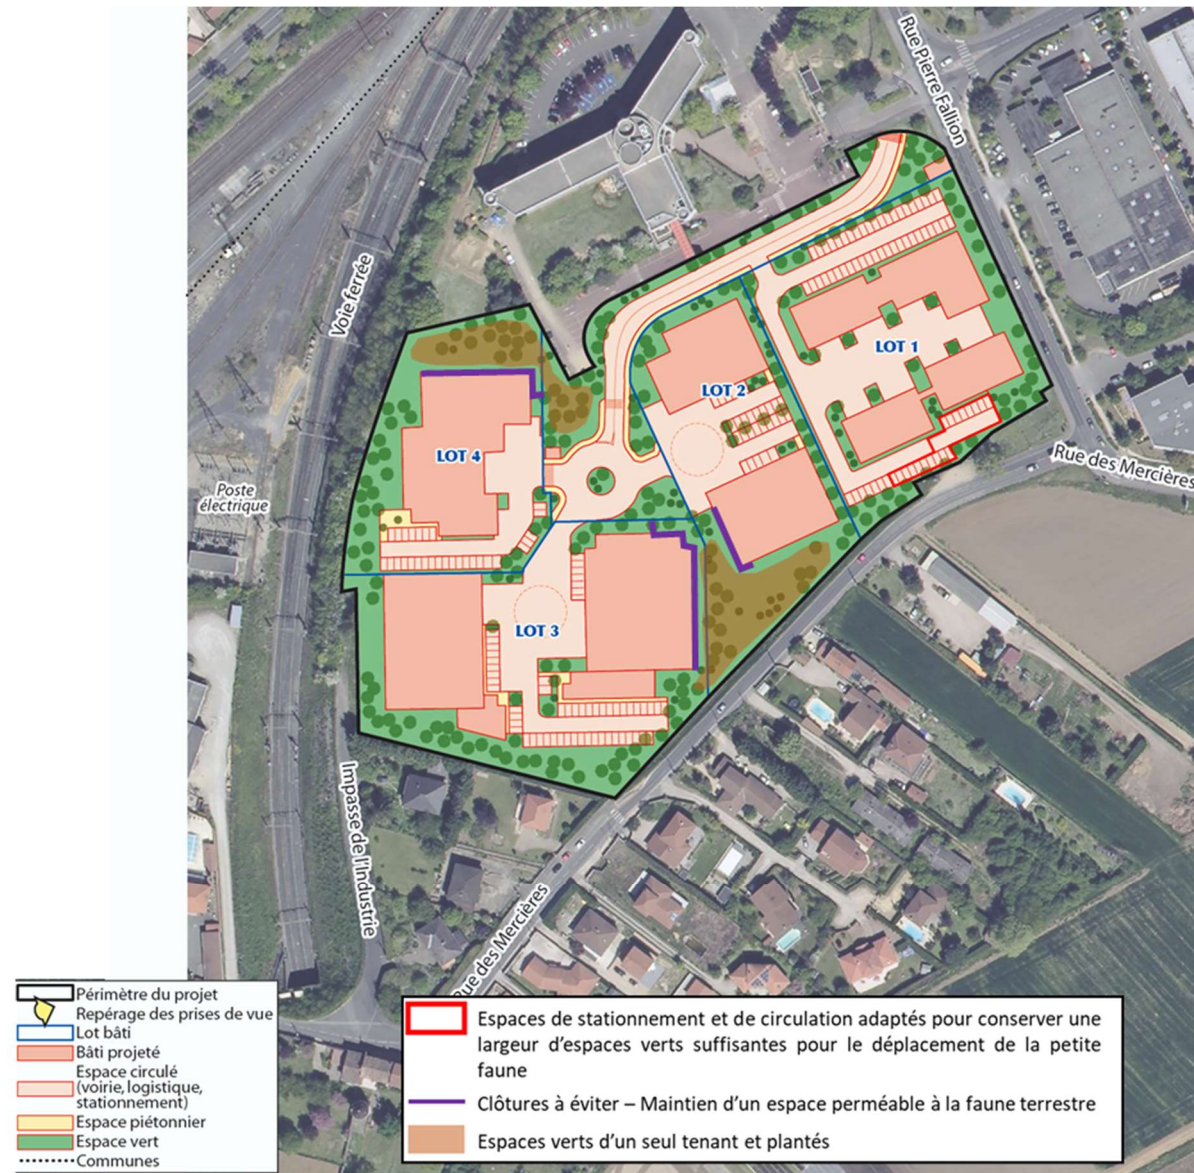 Rue Pierre Fallion
Voie ferrée
LOT 1
LOT 2
LOT 4
Rue des Mercières
Poste
électrique
LOT 3
Impasse de l'Industrie
Rue des Mercières
Périmètre du projet
Repérage des prises de vue
Lot bâti
Bâti projeté
Espace circulé
(voirie, logistique,
stationnement)
Espace piétonnier
Espace vert
Communes
Espaces de stationnement et de circulation adaptés pour conserver une
largeur d'espaces verts suffisantes pour le déplacement de la petite
faune
Clôtures à éviter – Maintien d'un espace perméable à la faune terrestre
Espaces verts d'un seul tenant et plantés